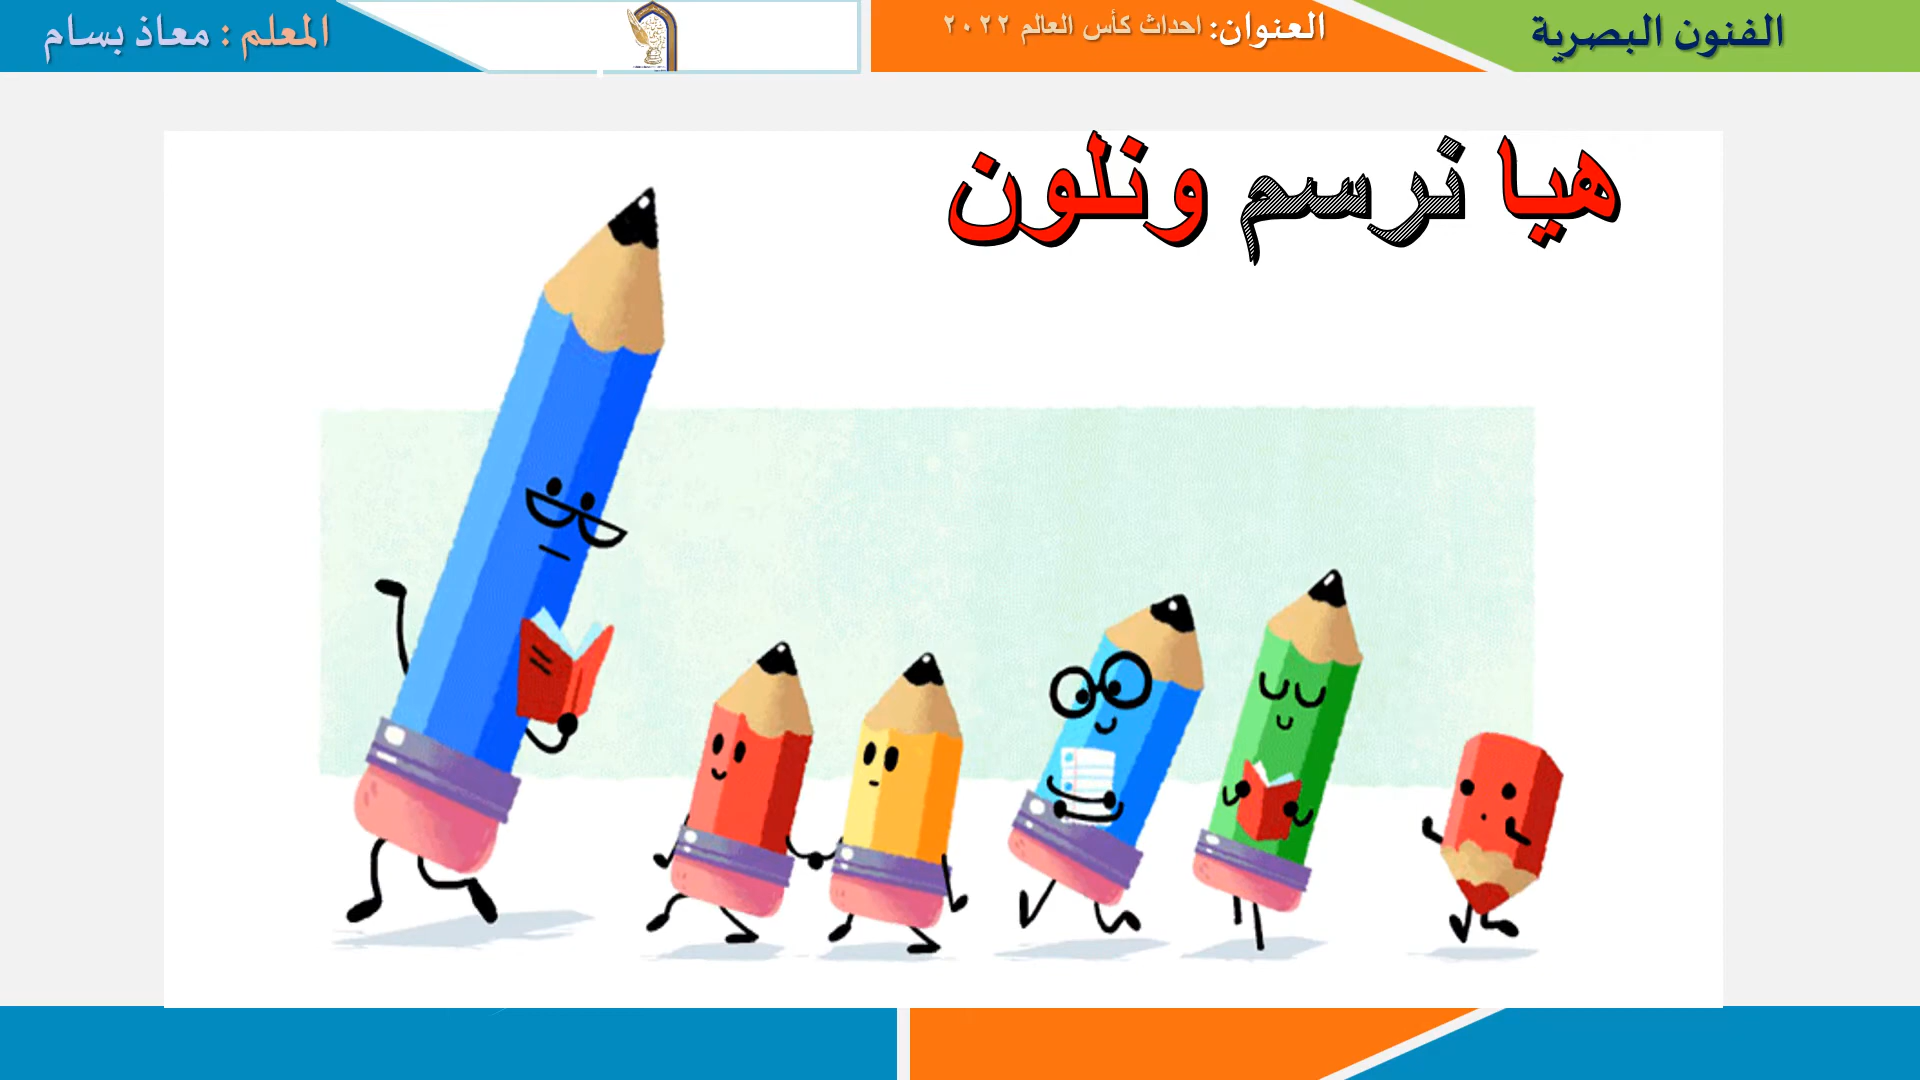 الفنون البصرية
العنوان: احداث كأس العالم ٢٠٢٢
المعلم : معاذ بسام
هيا نرسم ونلون